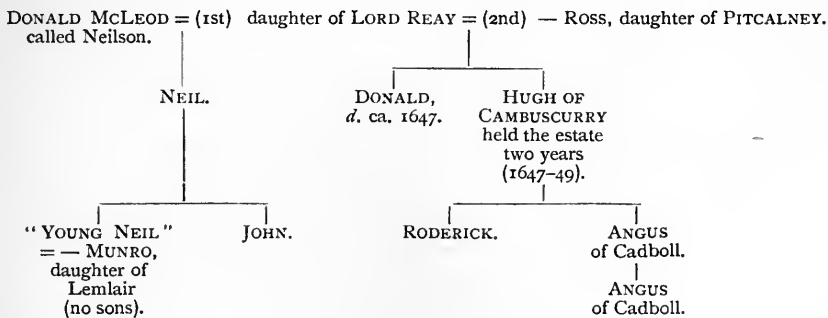 DONALD MCLEOD = (1st) daughter of LORD REAY = (2nd) — ROSS, daughter of PITCALNEY.
called Neilson.
NEIL.
DONALD,
d. ca. 1647.
HUGH OF
CAMBUSCURRY
held the estate
two years
(1647-49).
"YOUNG NEIL"
= — MUNRO,
daughter of
Lemlair
(no sons).
JOHN.
RODERICK.
ANGUS
of Cadboll.
ANGUS
of Cadboll.